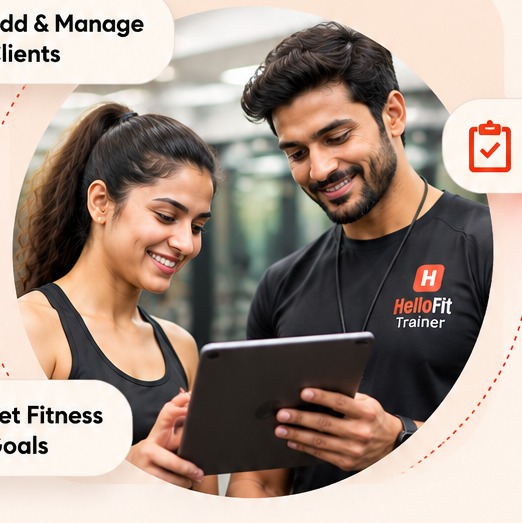 dd & Manage
lients
H
HelloFit
Trainer
et Fitness
oals